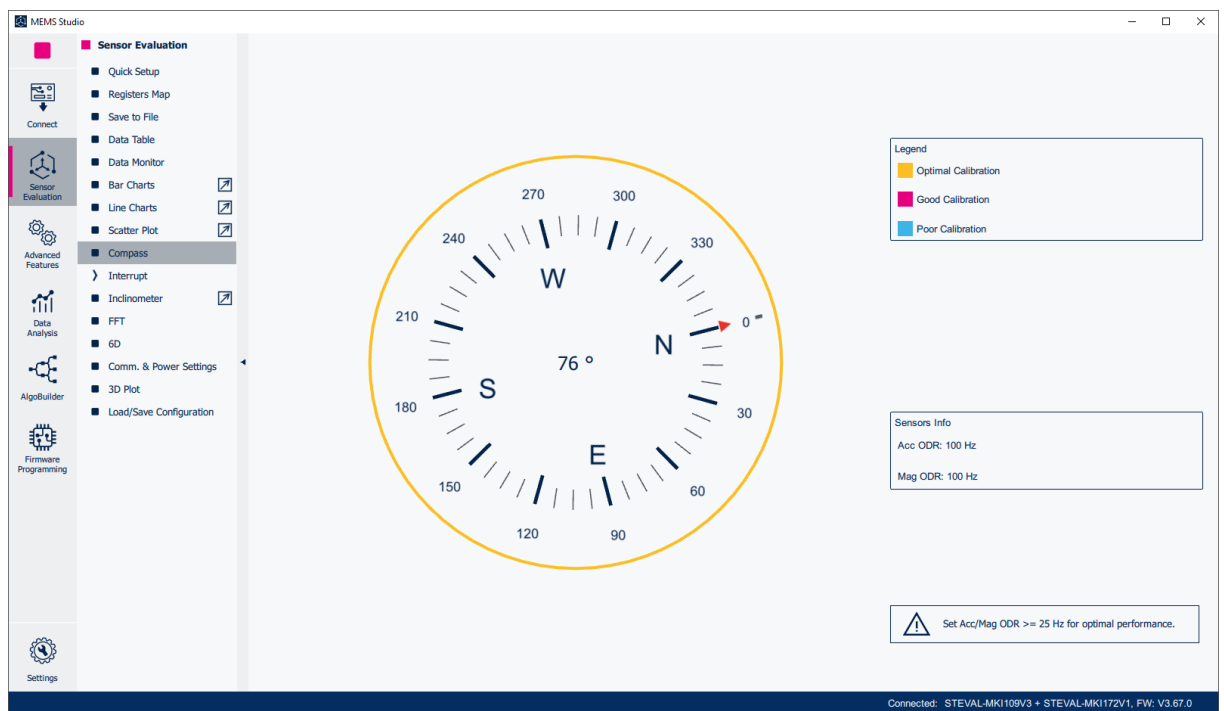 MEMS Studio
Connect
Sensor
Evaluation
Advanced
Features
Data
Analysis
AlgoBuilder
Firmware
Programming
Settings
Sensor Evaluation
Quick Setup
Registers Map
Save to File
Data Table
Data Monitor
Bar Charts
Line Charts
Scatter Plot
Compass
Interrupt
Inclinometer
FFT
6D
Comm. & Power Settings
3D Plot
Load/Save Configuration
270
300
240
330
W
210
0
N
76 °
S
180
30
E
150
60
120
90
Legend
Optimal Calibration
Good Calibration
Poor Calibration
Sensors Info
Acc ODR: 100 Hz
Mag ODR: 100 Hz
Set Acc/Mag ODR >= 25 Hz for optimal performance.
Connected: STEVAL-MKI109V3 + STEVAL-MKI172V1, FW: V3.67.0